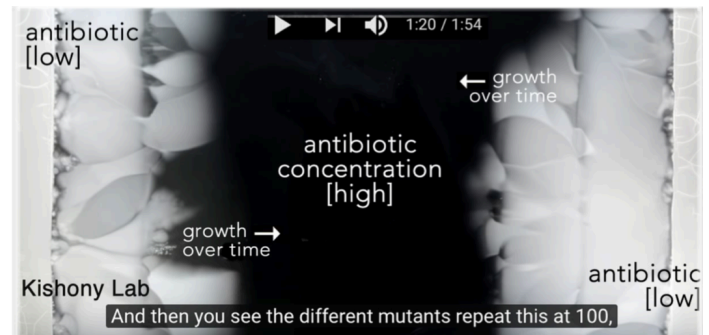 antibiotic
[low]
1:20 / 1:54
← growth
over time
antibiotic
concentration
[high]
growth →
over time
Kishony Lab
antibiotic
[low]
And then you see the different mutants repeat this at 100,